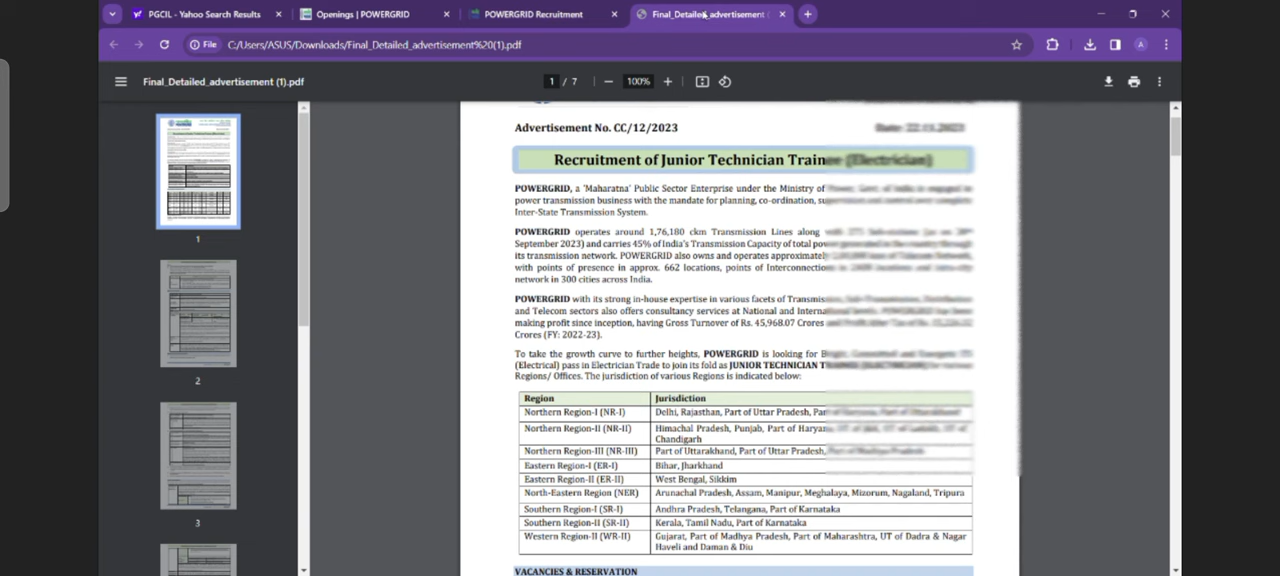 PGCIL - Yahoo Search Results
Openings | POWERGRID
POWERGRID Recruitment
Final_Detailed_advertisement (
File
C:/Users/ASUS/Downloads/Final_Detailed_advertisement%20(1).pdf
A
Final_Detailed_advertisement (1).pdf
1 / 7
100%
1
2
3
Advertisement No. CC/12/2023
Date: 22.11.2023
Recruitment of Junior Technician Trainee (Electrician)
POWERGRID, a 'Maharatna' Public Sector Enterprise under the Ministry of
power transmission business with the mandate for planning, co-ordination,
Inter-State Transmission System.
POWERGRID operates around 1,76,180 ckm Transmission Lines along
September 2023) and carries 45% of India's Transmission Capacity of total
its transmission network. POWERGRID also owns and operates approximately
with points of presence in approx. 662 locations, points of Interconnection
network in 300 cities across India.
POWERGRID with its strong in-house expertise in various facets of
and Telecom sectors also offers consultancy services at National and
making profit since inception, having Gross Turnover of Rs. 45,968.07 Crores
Crores (FY: 2022-23).
To take the growth curve to further heights, POWERGRID is looking for
(Electrical) pass in Electrician Trade to join its fold as JUNIOR TECHNICIAN
Regions/ Offices. The jurisdiction of various Regions is indicated below:
Region Jurisdiction
Northern Region-I (NR-I) Delhi, Rajasthan, Part of Uttar Pradesh,
Northern Region-II (NR-II) Himachal Pradesh, Punjab, Part of Haryana,
Chandigarh
Northern Region-III (NR-III) Part of Uttarakhand, Part of Uttar Pradesh,
Eastern Region-I (ER-I) Bihar, Jharkhand
Eastern Region-II (ER-II) West Bengal, Sikkim
North-Eastern Region (NER) Arunachal Pradesh, Assam, Manipur, Meghalaya, Mizorum, Nagaland, Tripura
Southern Region-I (SR-I) Andhra Pradesh, Telangana, Part of Karnataka
Southern Region-II (SR-II) Kerala, Tamil Nadu, Part of Karnataka
Western Region-II (WR-II) Gujarat, Part of Madhya Pradesh, Part of Maharashtra, UT of Dadra & Nagar
Haveli and Daman & Diu
VACANCIES & RESERVATION